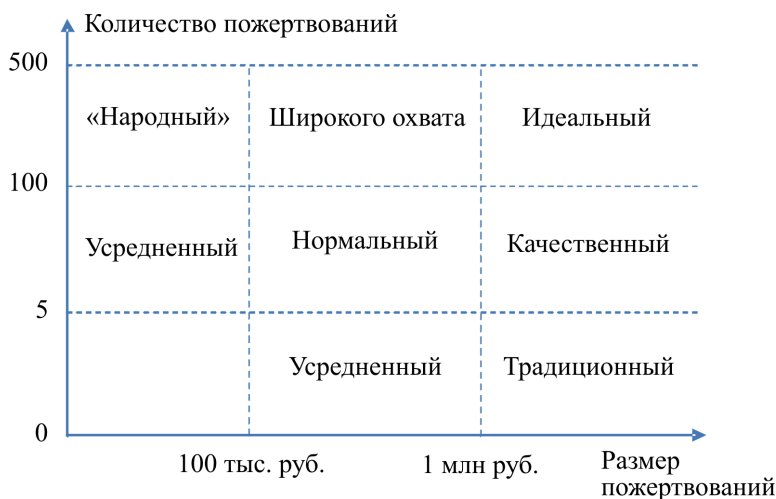 Количество пожертвований
500
«Народный» Широкого охвата Идеальный
100
Усредненный Нормальный Качественный
5
Усредненный Традиционный
0
100 тыс. руб. 1 млн руб. Размер
пожертвований